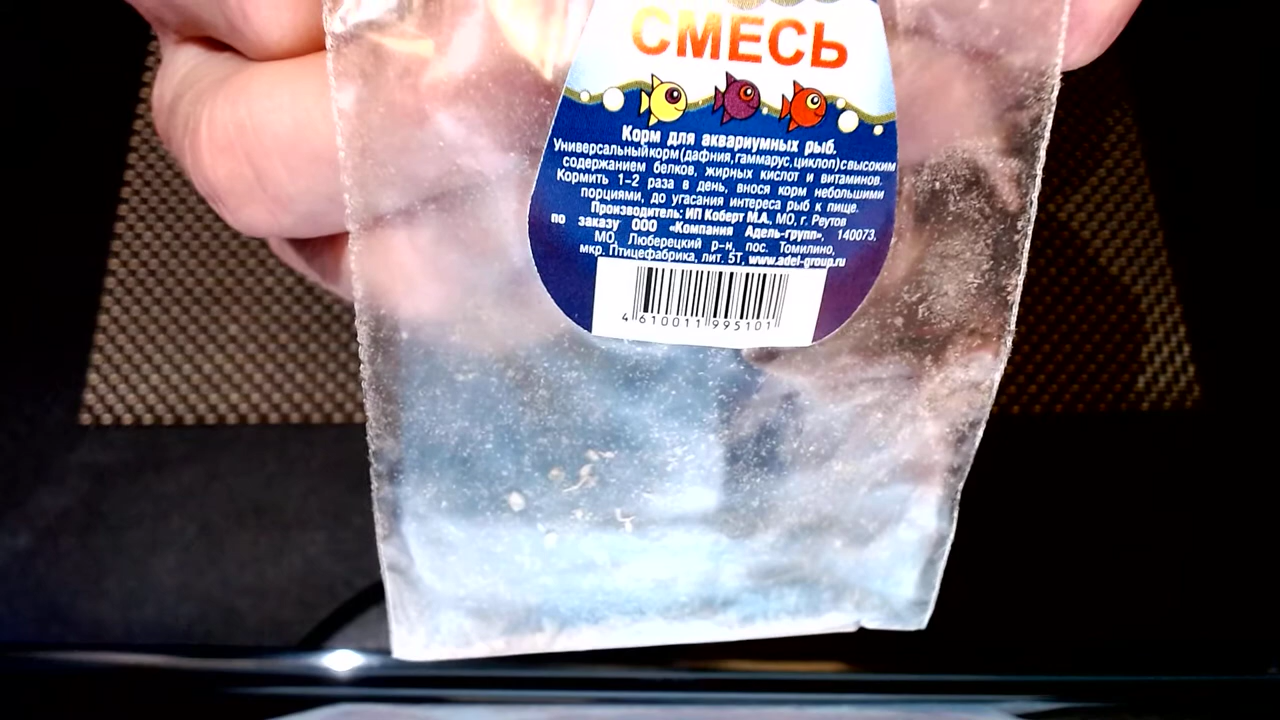 СМЕСЬ
Корм для аквариумных рыб.
Универсальный корм (дафния, гаммарус, циклоп) с высоким
содержанием белков, жирных кислот и витаминов.
Кормить 1-2 раза в день, внося корм небольшими
порциями, до угасания интереса рыб к пище.
Производитель: ИП Коберт М.А., МО, г. Реутов
по заказу ООО «Компания Адель-групп», 140073,
МО, Люберецкий р-н, пос. Томилино,
мкр. Птицефабрика, лит. 5Т, www.adel-group.ru
4 610011 995101